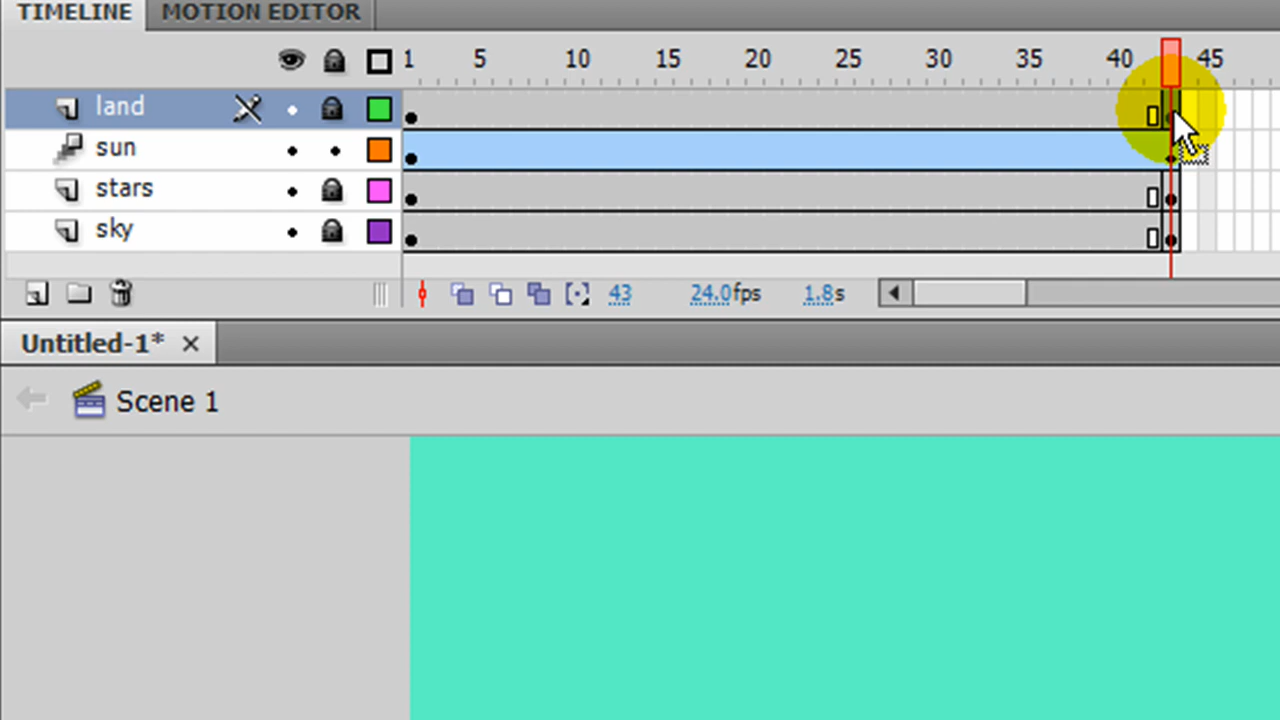 TIMELINE MOTION EDITOR
1 5 10 15 20 25 30 35 40 45
land
sun
stars
sky
43 24.0fps 1.8s
Untitled-1* ×
Scene 1